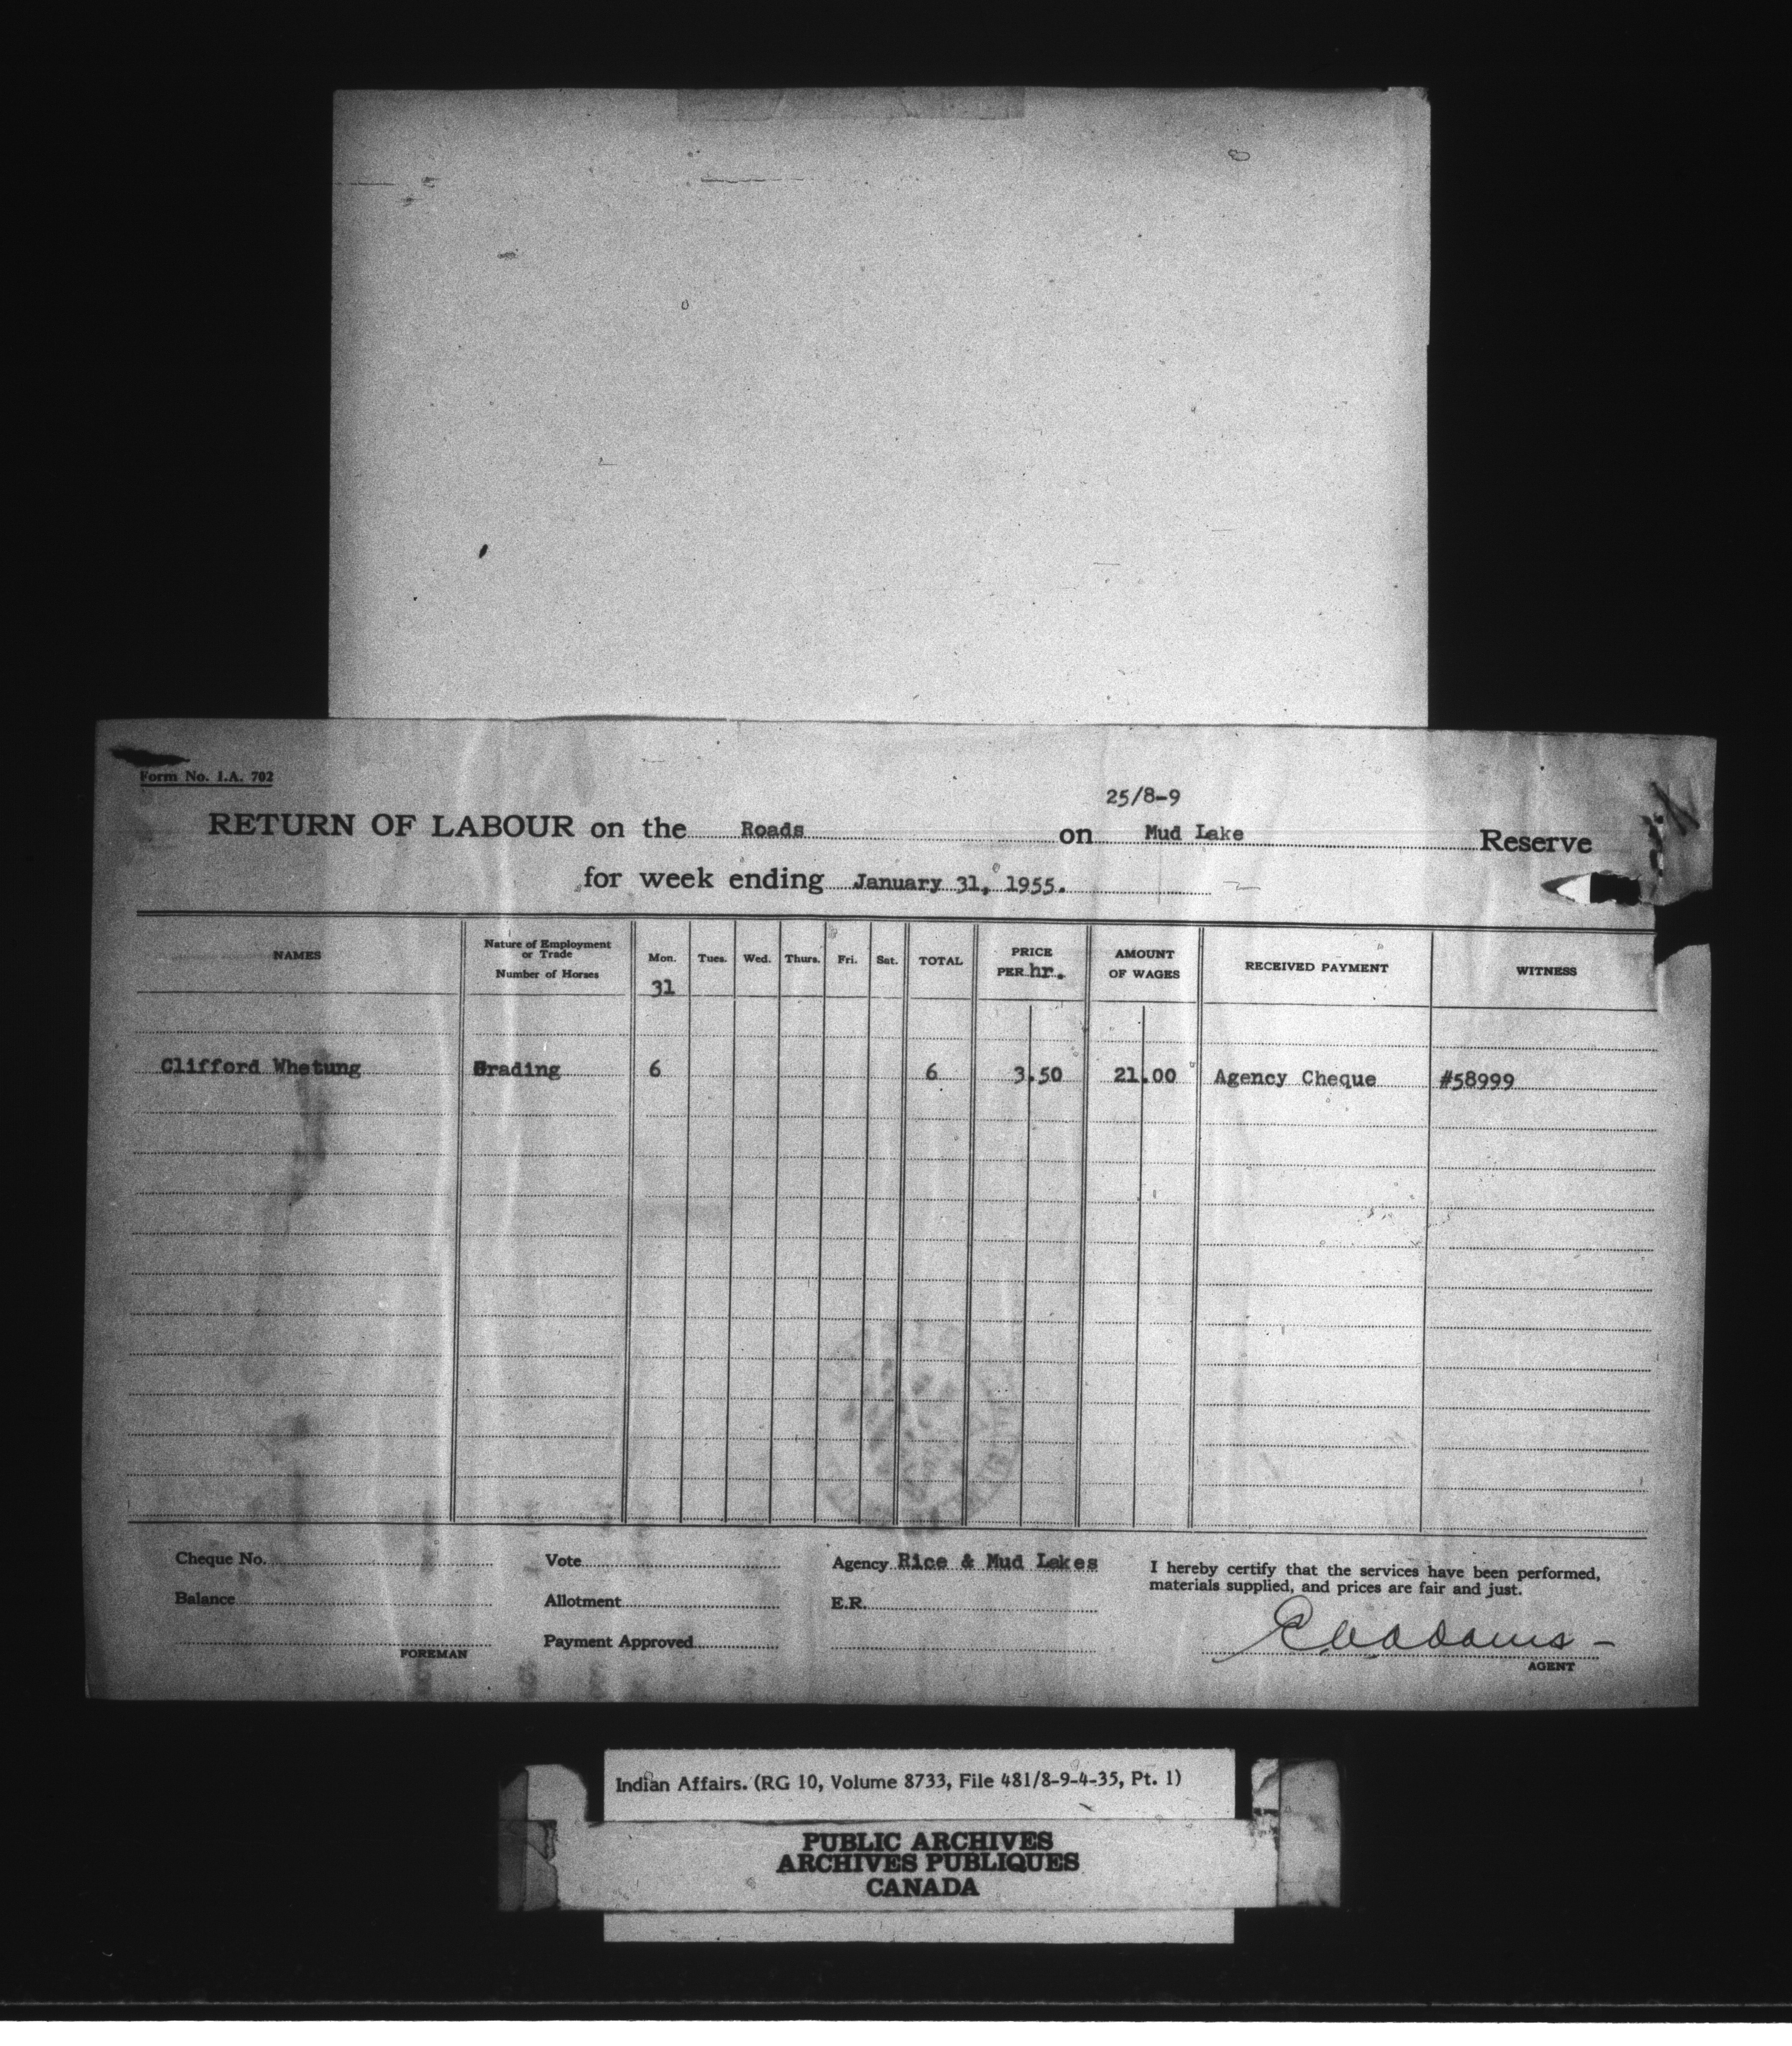 Form No. I.A. 702
25/8-9
RETURN OF LABOUR on the Roads on Mud Lake Reserve
for week ending January 31, 1955.
NAMES Nature of Employment or Trade Number of Horses Mon. Tues. Wed. Thurs. Fri. Sat. TOTAL PRICE PER hr. AMOUNT OF WAGES RECEIVED PAYMENT WITNESS
31
Clifford Whetung Grading 6 6 3.50 21.00 Agency Cheque #58999
Cheque No. Vote Agency Rice & Mud Lakes I hereby certify that the services have been performed,
materials supplied, and prices are fair and just.
Balance Allotment E.R.
Payment Approved
FOREMAN AGENT
Indian Affairs. (RG 10, Volume 8733, File 481/8-9-4-35, Pt. 1)
PUBLIC ARCHIVES
ARCHIVES PUBLIQUES
CANADA